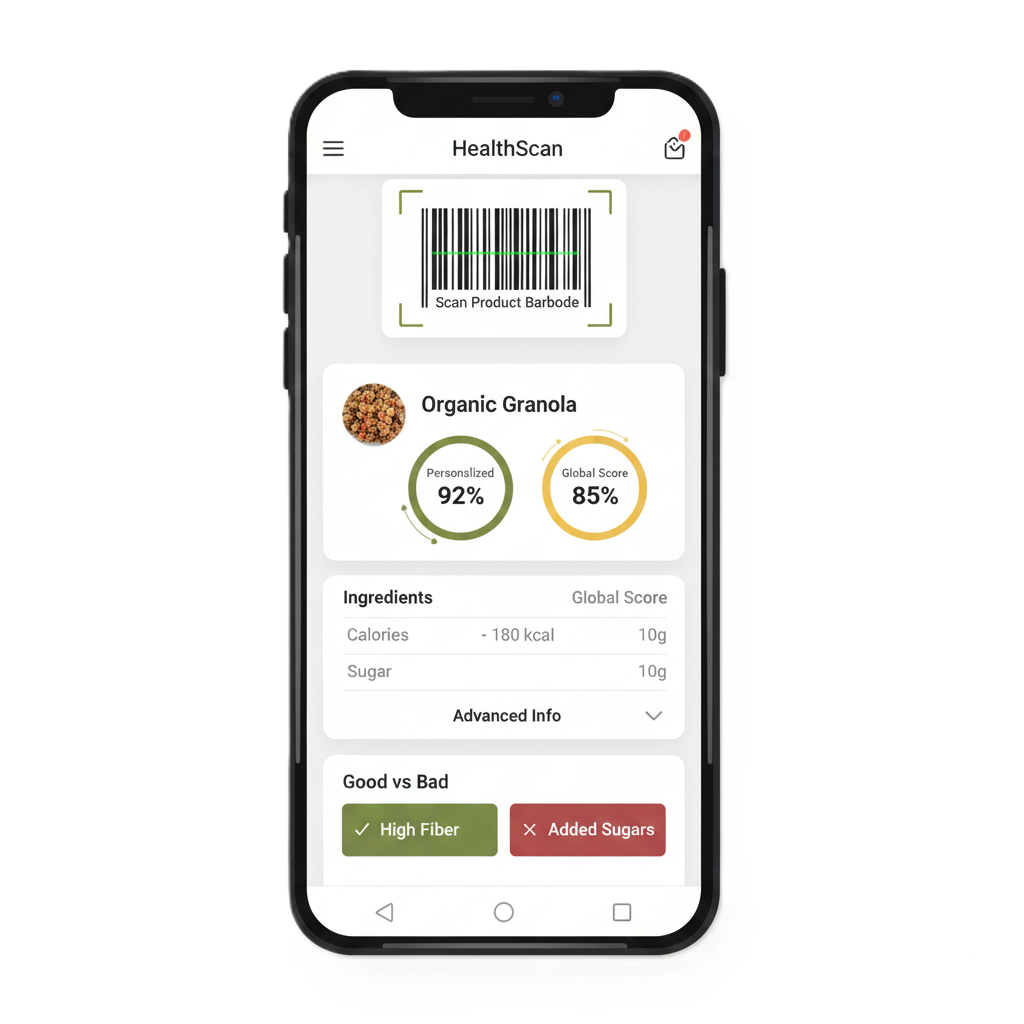 HealthScan
Scan Product Barbode
Organic Granola
Personslized
92%
Global Score
85%
Ingredients Global Score
Calories - 180 kcal 10g
Sugar 10g
Advanced Info
Good vs Bad
High Fiber
Added Sugars